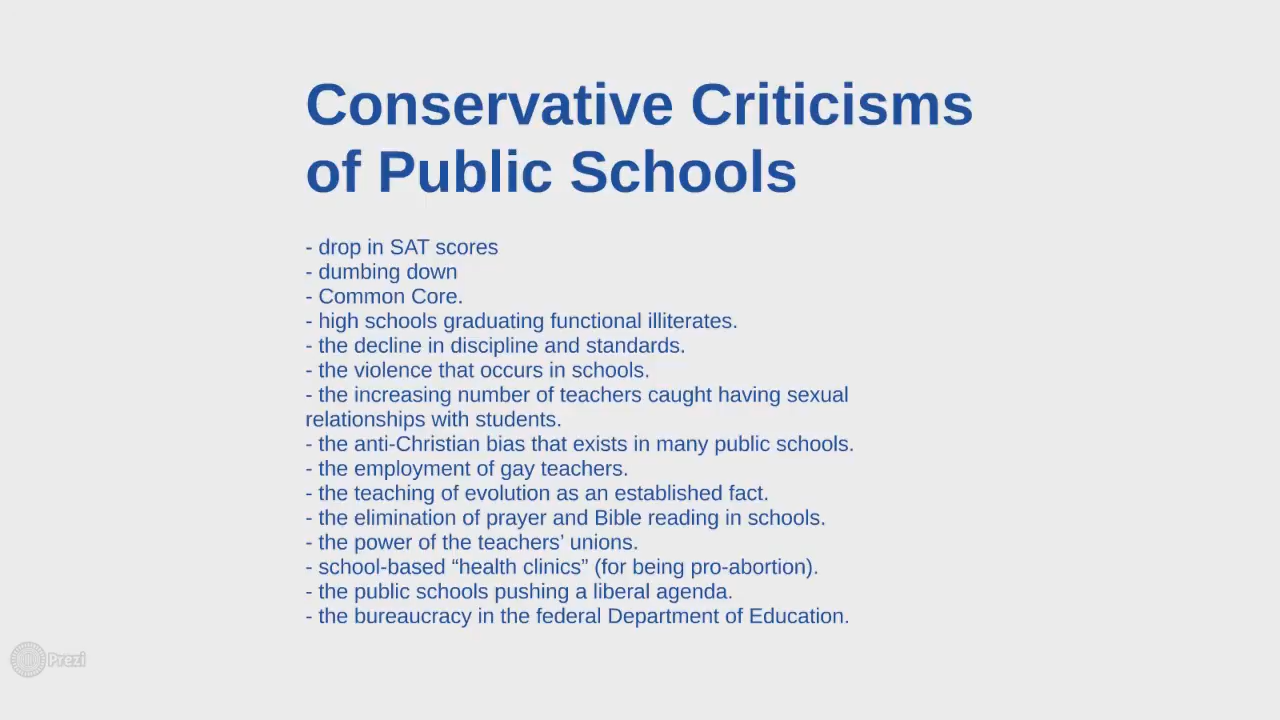 Conservative Criticisms
of Public Schools
- drop in SAT scores
- dumbing down
- Common Core.
- high schools graduating functional illiterates.
- the decline in discipline and standards.
- the violence that occurs in schools.
- the increasing number of teachers caught having sexual
relationships with students.
- the anti-Christian bias that exists in many public schools.
- the employment of gay teachers.
- the teaching of evolution as an established fact.
- the elimination of prayer and Bible reading in schools.
- the power of the teachers’ unions.
- school-based “health clinics” (for being pro-abortion).
- the public schools pushing a liberal agenda.
- the bureaucracy in the federal Department of Education.
Prezi